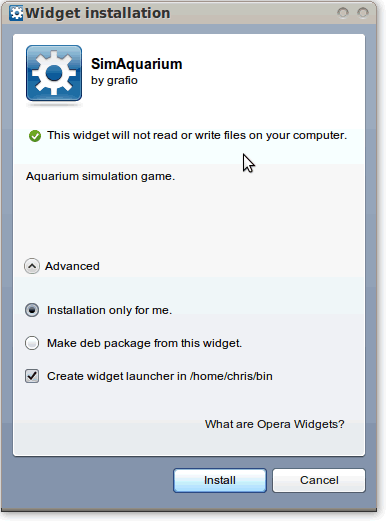 Widget installation
SimAquarium
by grafio
This widget will not read or write files on your computer.
Aquarium simulation game.
Advanced
Installation only for me.
Make deb package from this widget.
Create widget launcher in /home/chris/bin
What are Opera Widgets?
Install
Cancel